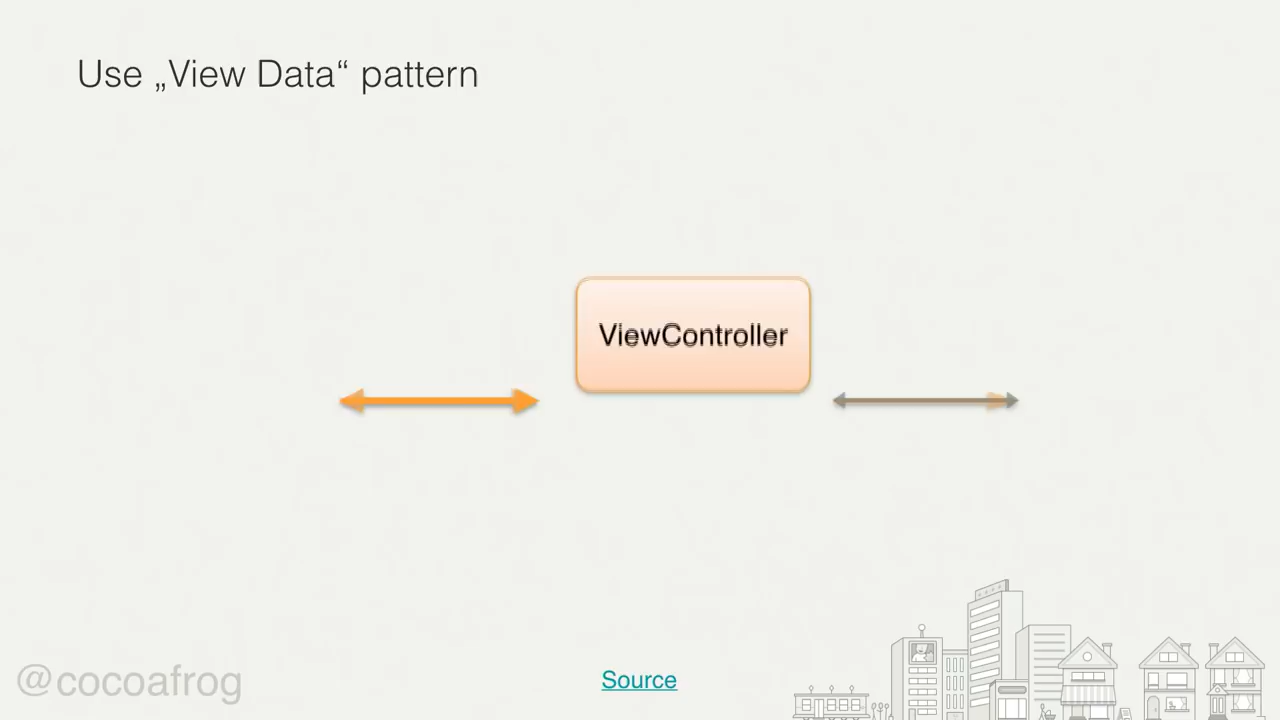 Use „View Data“ pattern
ViewController
@cocoafrog
Source